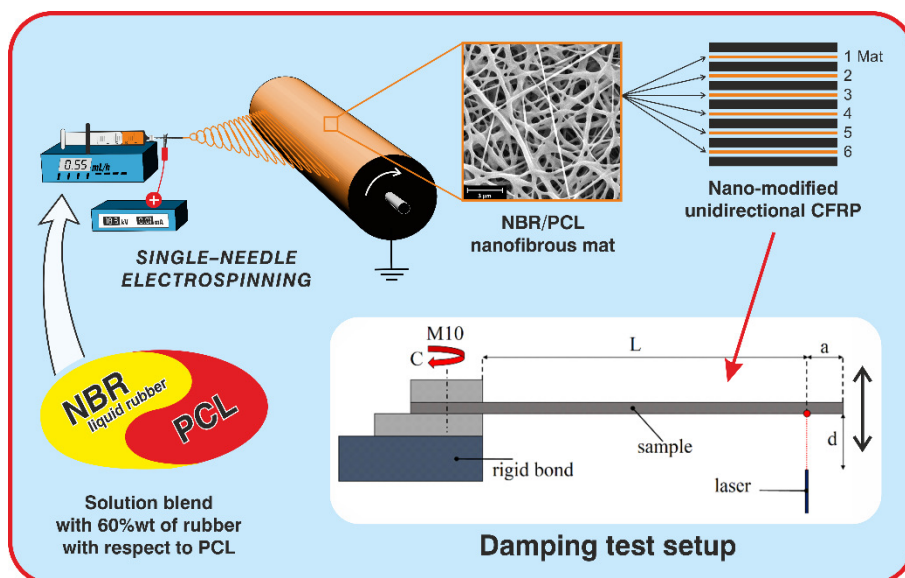 0.55 ml/h
SINGLE–NEEDLE
ELECTROSPINNING
5 µm
NBR/PCL
nanofibrous mat
1 Mat
2
3
4
5
6
Nano-modified
unidirectional CFRP
NBR
liquid rubber
PCL
Solution blend
with 60%wt of rubber
with respect to PCL
M10
C
L
a
d
sample
rigid bond
laser
Damping test setup